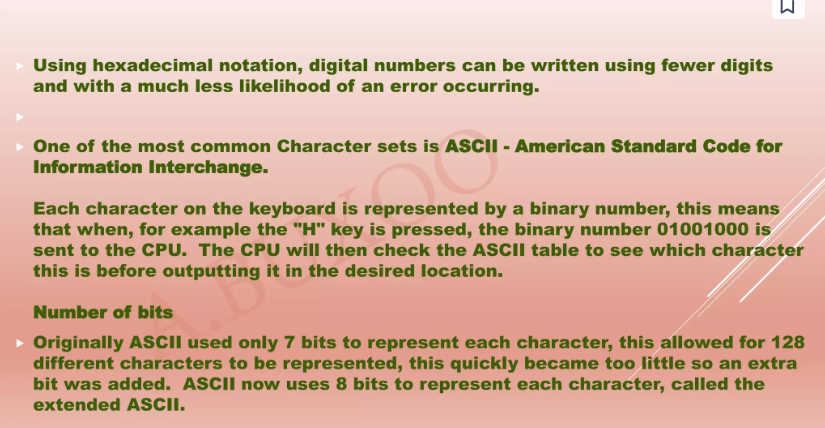 Using hexadecimal notation, digital numbers can be written using fewer digits
and with a much less likelihood of an error occurring.
One of the most common Character sets is ASCII - American Standard Code for
Information Interchange.
Each character on the keyboard is represented by a binary number, this means
that when, for example the "H" key is pressed, the binary number 01001000 is
sent to the CPU.  The CPU will then check the ASCII table to see which character
this is before outputting it in the desired location.
Number of bits
Originally ASCII used only 7 bits to represent each character, this allowed for 128
different characters to be represented, this quickly became too little so an extra
bit was added.  ASCII now uses 8 bits to represent each character, called the
extended ASCII.
A.BUXOO